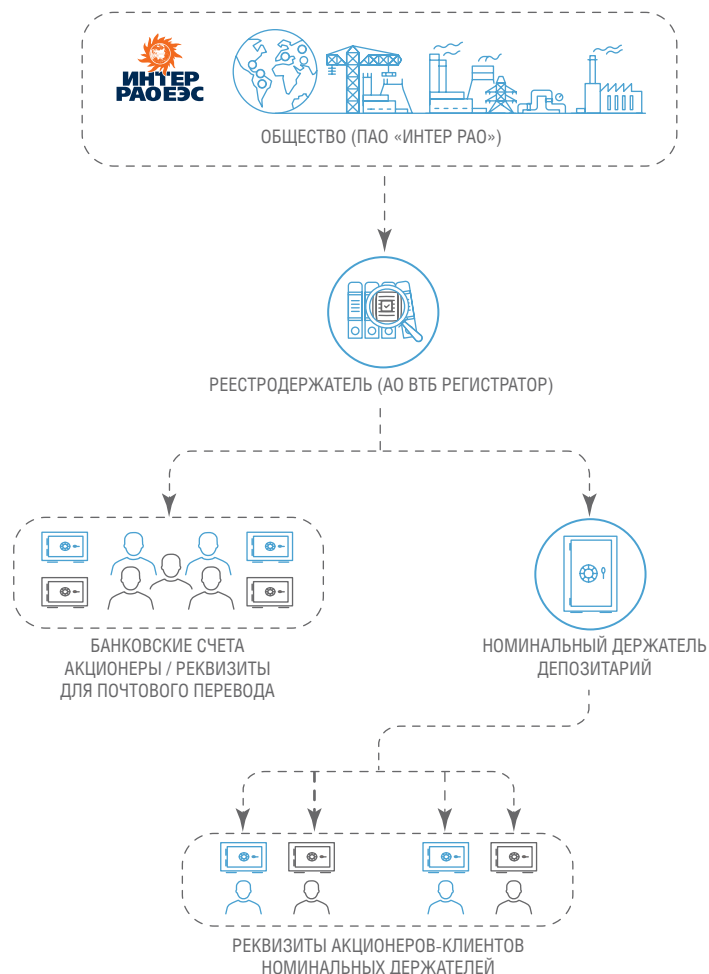 ИНТЕР
РАО ЕЭС
ОБЩЕСТВО (ПАО «ИНТЕР РАО»)
РЕЕСТРОДЕРЖАТЕЛЬ (АО ВТБ РЕГИСТРАТОР)
БАНКОВСКИЕ СЧЕТА
АКЦИОНЕРЫ / РЕКВИЗИТЫ
ДЛЯ ПОЧТОВОГО ПЕРЕВОДА
НОМИНАЛЬНЫЙ ДЕРЖАТЕЛЬ
ДЕПОЗИТАРИЙ
РЕКВИЗИТЫ АКЦИОНЕРОВ-КЛИЕНТОВ
НОМИНАЛЬНЫХ ДЕРЖАТЕЛЕЙ